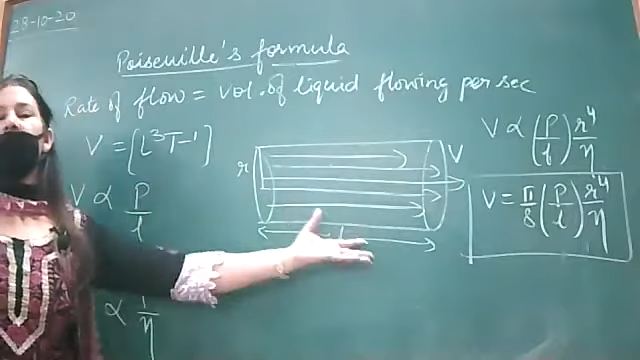 28-10-20
Poiseuille's formula
Rate of flow = vol. of liquid flowing per sec
V = [L³T-1]
V ∝ P/l
∝ 1/η
r
V
l
V ∝ (P/l) r⁴/η
V = π/8 (P/l) r⁴/η